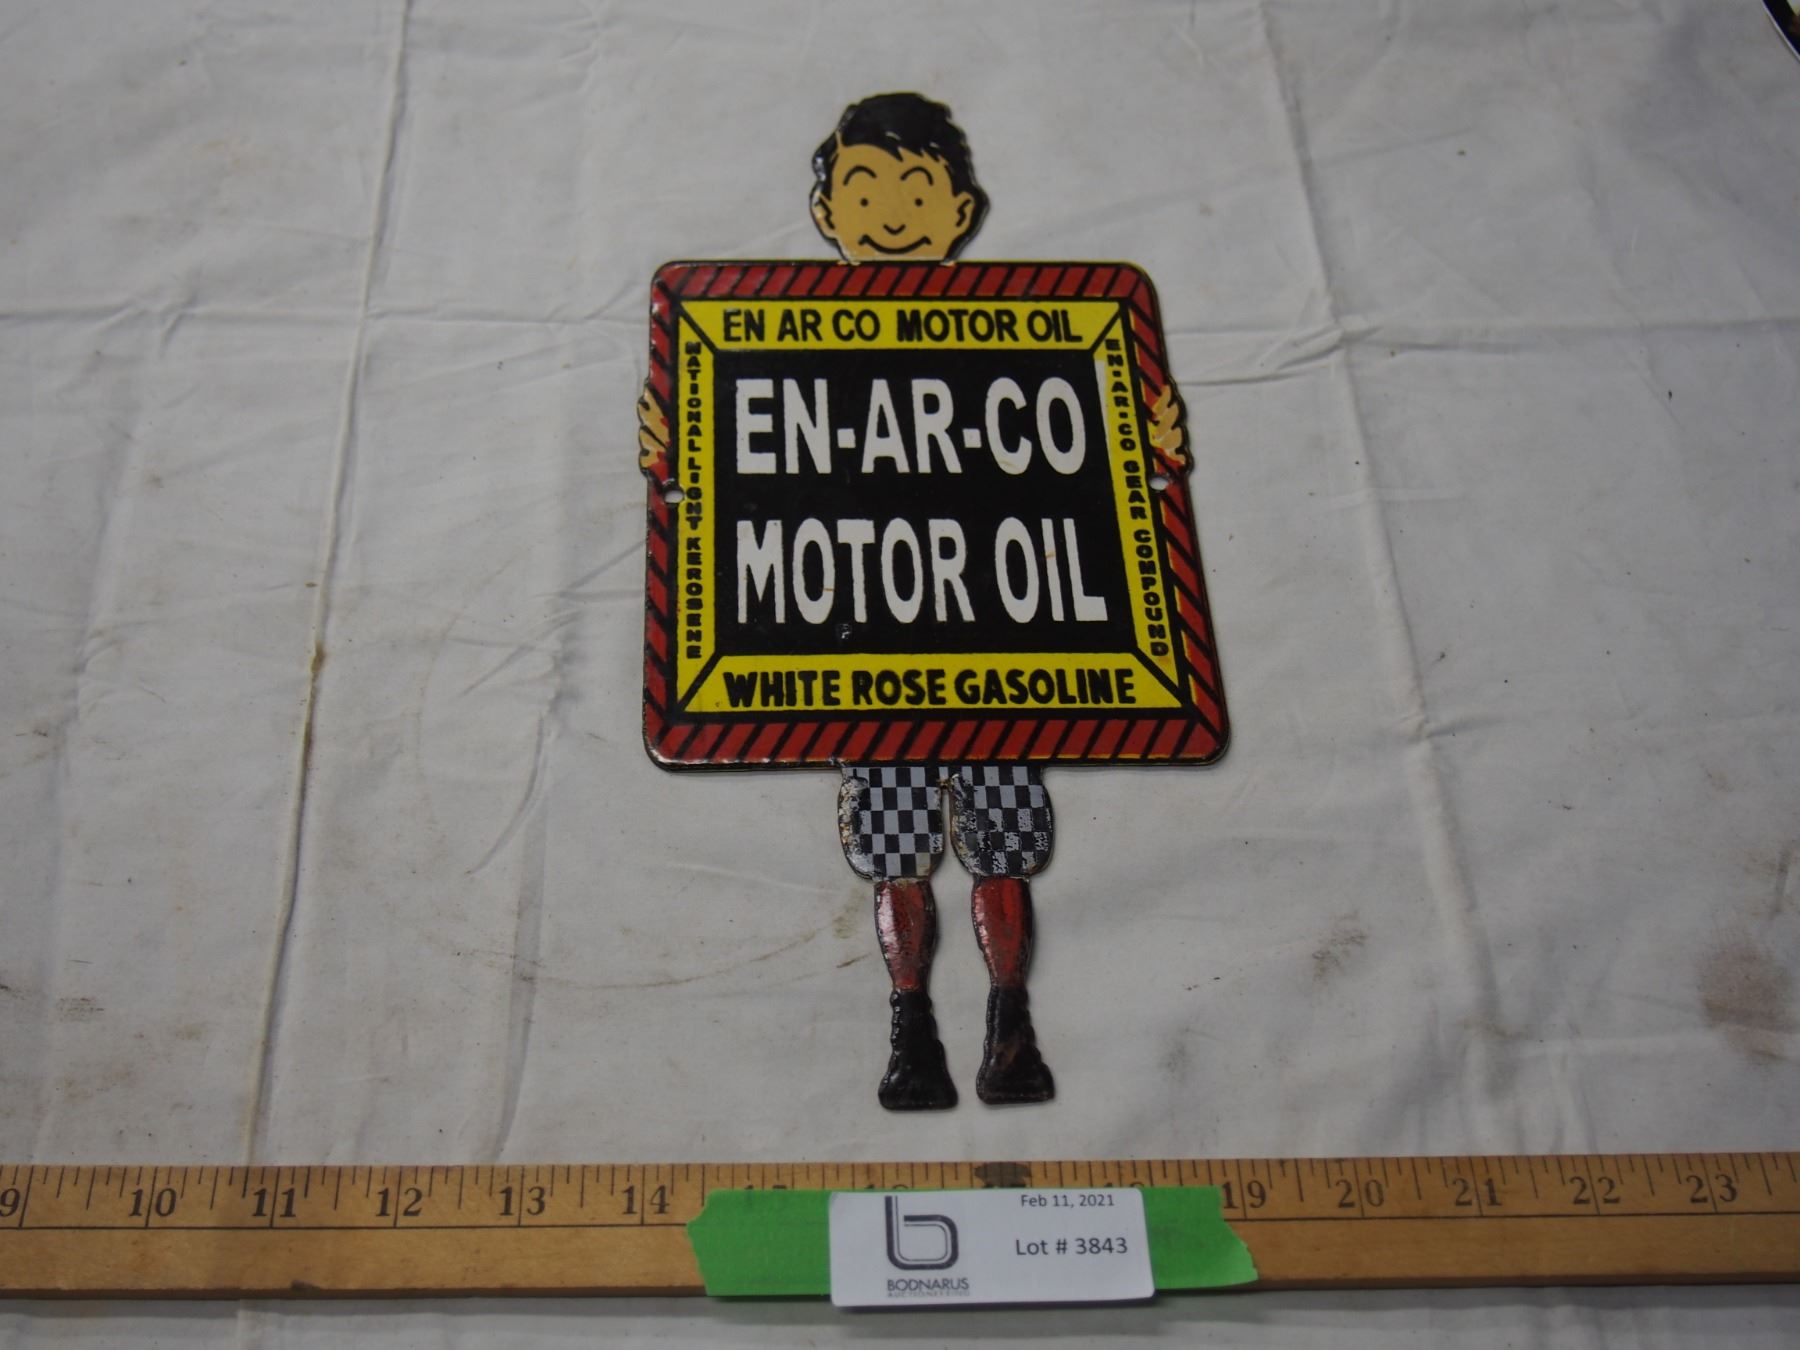 EN AR CO MOTOR OIL
NATIONAL LIGHT KEROSENE
EN-AR-CO GEAR COMPOUND
EN-AR-CO
MOTOR OIL
WHITE ROSE GASOLINE
9 10 11 12 13 14 19 20 21 22 23
Feb 11, 2021
Lot # 3843
BODNARUS
AUCTIONEERING